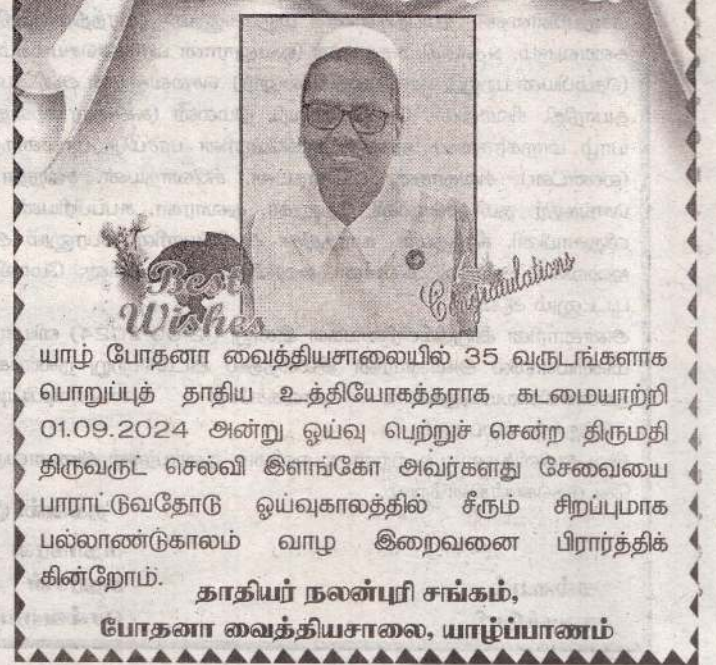 Best
Wishes
Congratulations
யாழ் போதனா வைத்தியசாலையில் 35 வருடங்களாக
பொறுப்புத் தாதிய உத்தியோகத்தராக கடமையாற்றி
01.09.2024 அன்று ஓய்வு பெற்றுச் சென்ற திருமதி
திருவருட் செல்வி இளங்கோ அவர்களது சேவையை
பாராட்டுவதோடு ஓய்வுகாலத்தில் சீரும் சிறப்புமாக
பல்லாண்டுகாலம் வாழ இறைவனை பிரார்த்திக்
கின்றோம்.
தாதியர் நலன்புரி சங்கம்,
போதனா வைத்தியசாலை, யாழ்ப்பாணம்